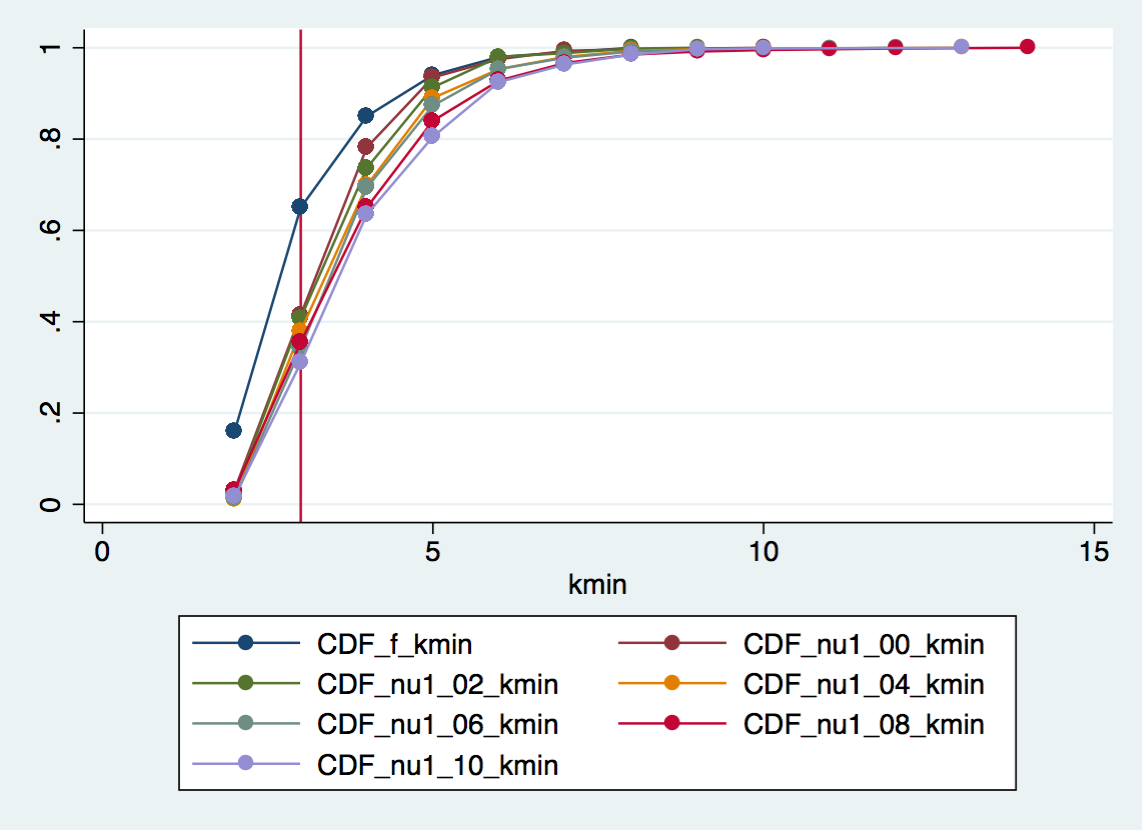 1
.8
.6
.4
.2
0
0 5 10 15
kmin
CDF_f_kmin CDF_nu1_00_kmin
CDF_nu1_02_kmin CDF_nu1_04_kmin
CDF_nu1_06_kmin CDF_nu1_08_kmin
CDF_nu1_10_kmin